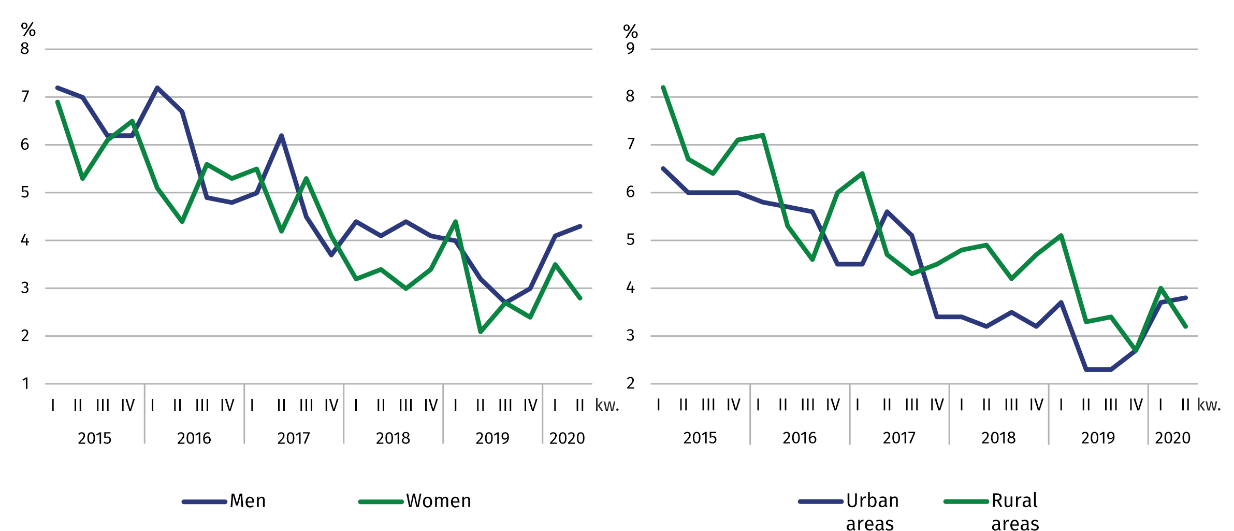 %
8
7
6
5
4
3
2
1
I II III IV I II III IV I II III IV I II III IV I II III IV I II kw.
2015 2016 2017 2018 2019 2020
Men Women
%
9
8
7
6
5
4
3
2
I II III IV I II III IV I II III IV I II III IV I II III IV I II kw.
2015 2016 2017 2018 2019 2020
Urban Rural
areas areas